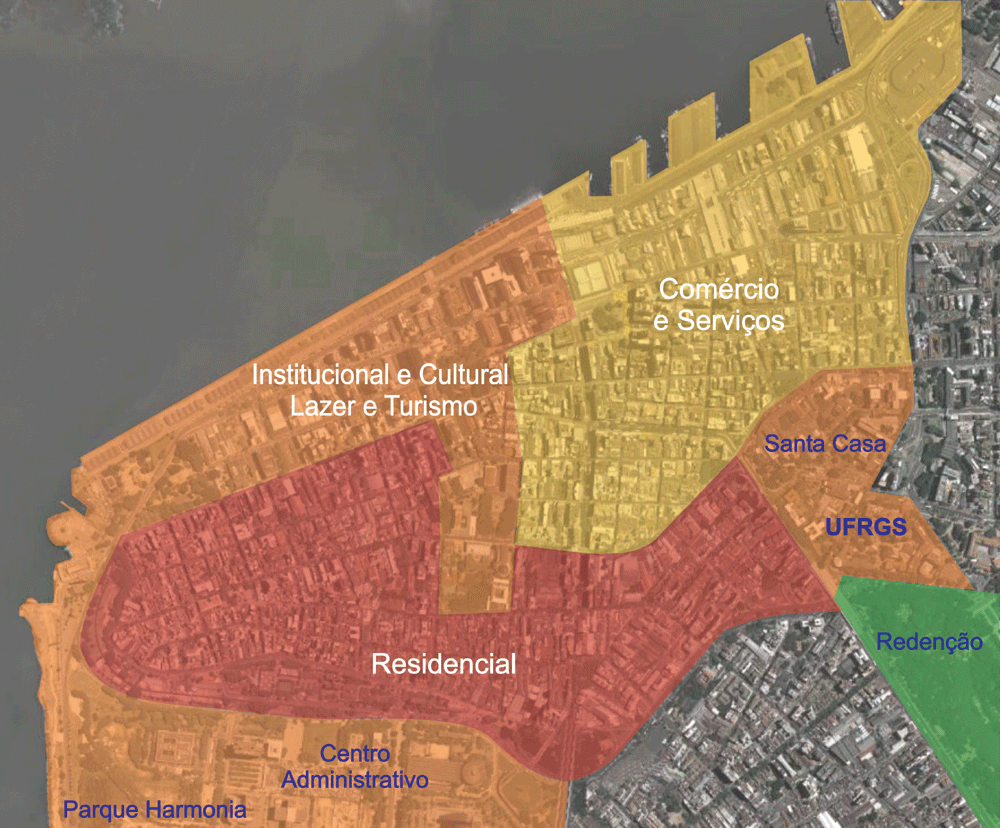 Comércio
e Serviços
Institucional e Cultural
Lazer e Turismo
Santa Casa
UFRGS
Redenção
Residencial
Centro
Administrativo
Parque Harmonia